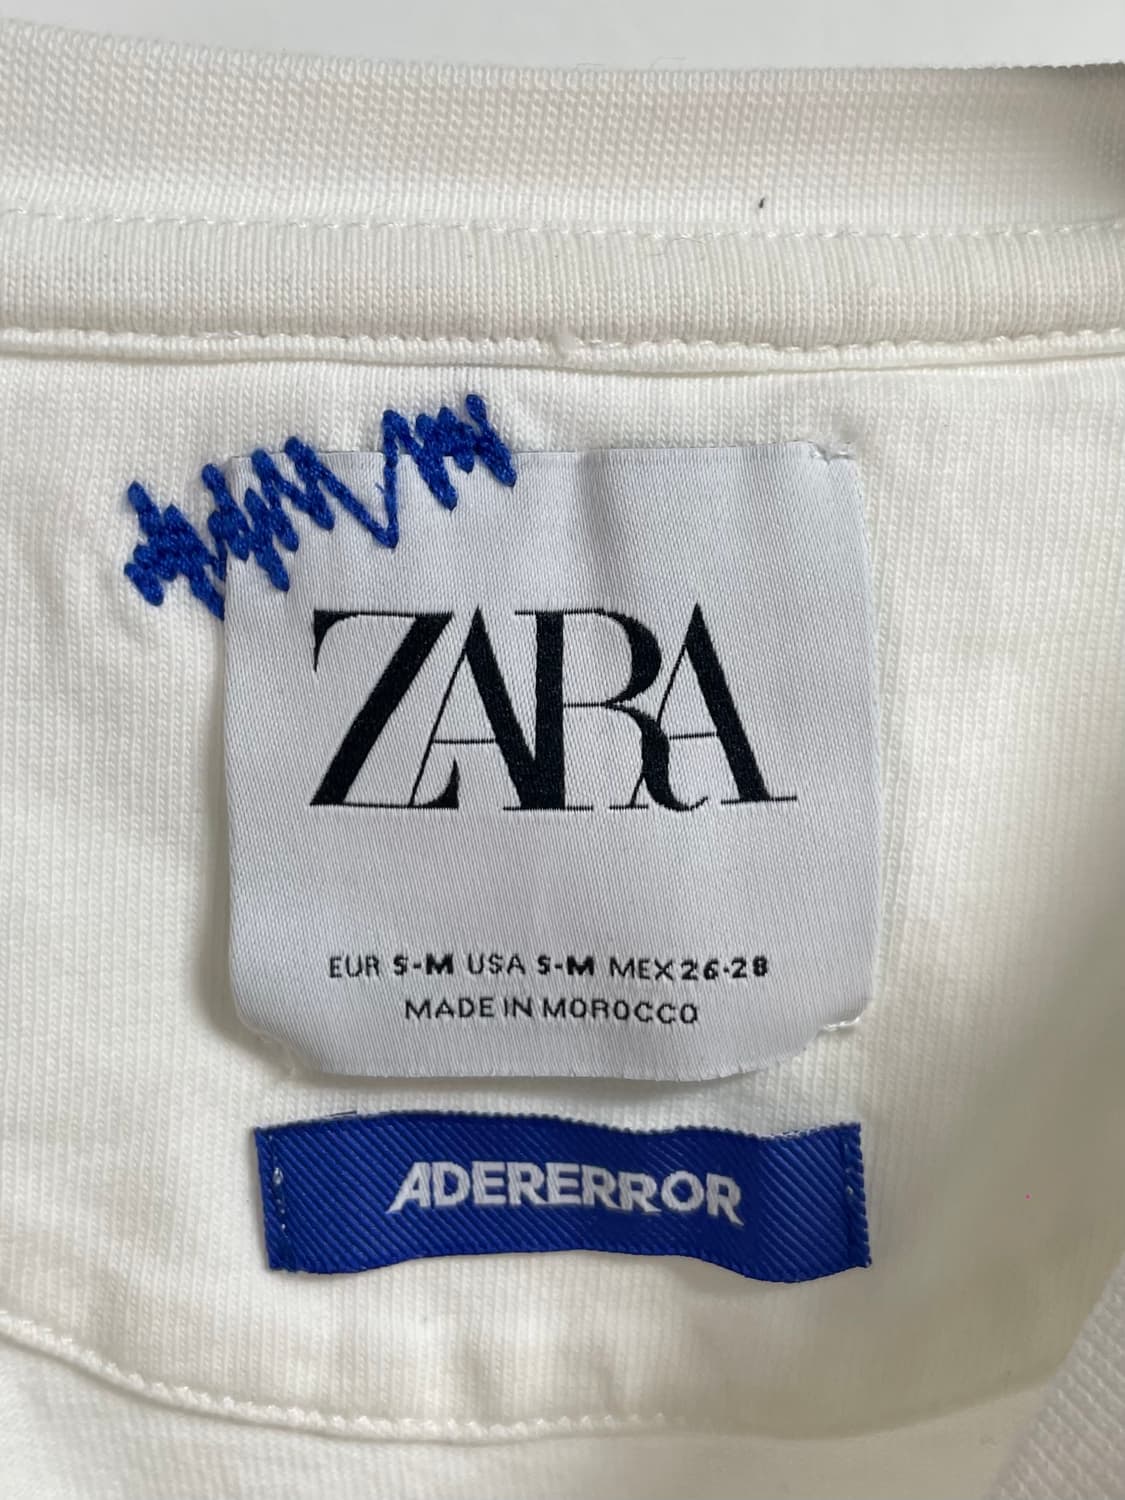 ZARA
EUR S-M USA S-M MEX 26-28
MADE IN MOROCCO
ADERERROR